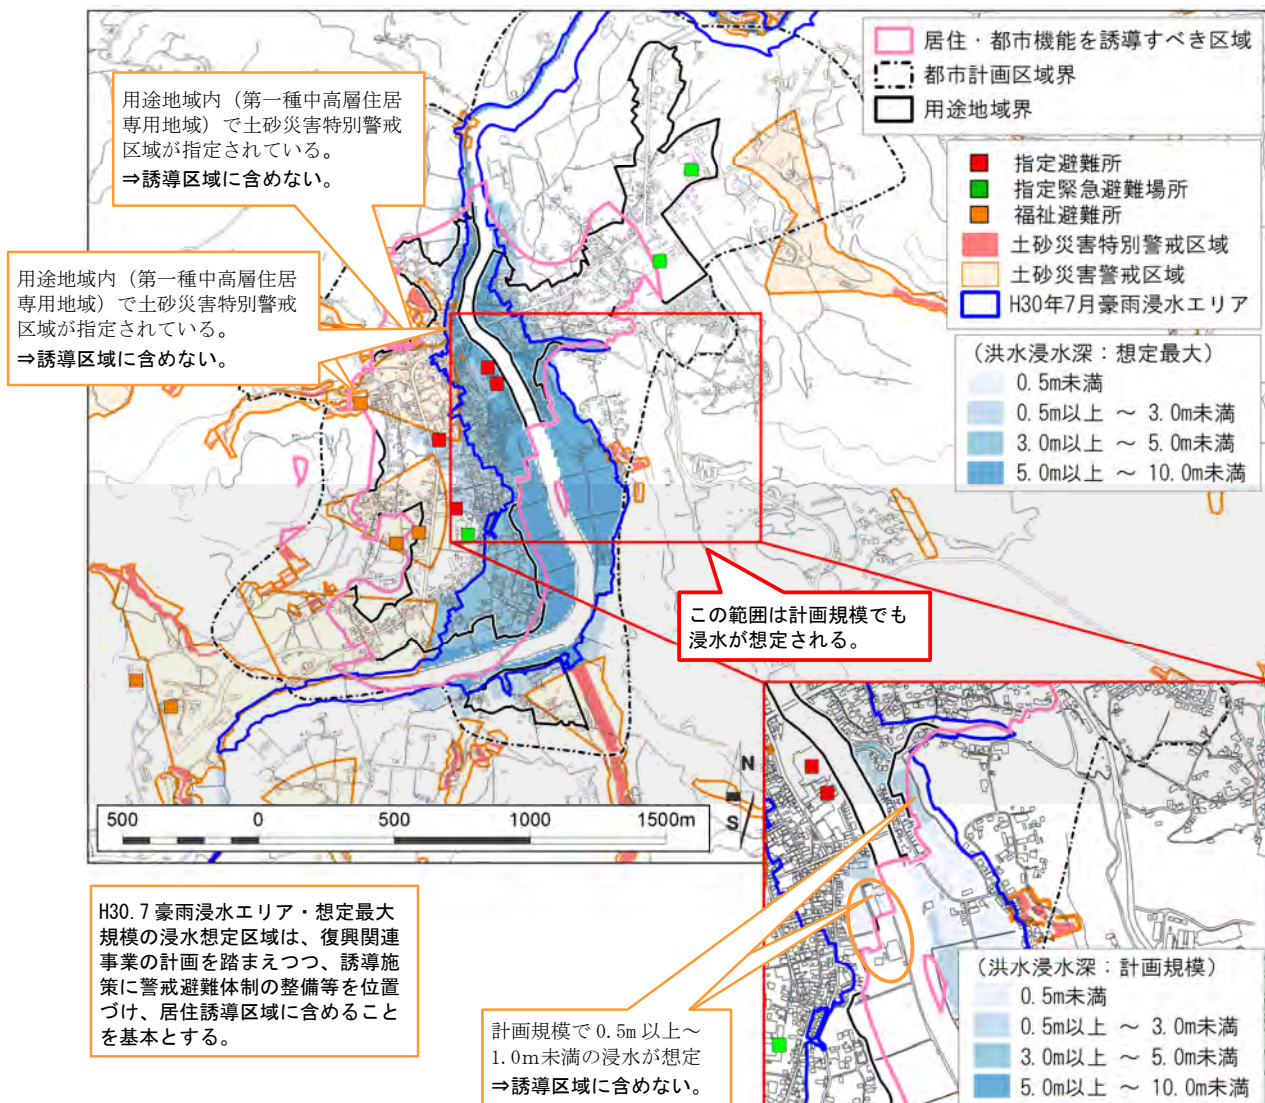 居住・都市機能を誘導すべき区域
都市計画区域界
用途地域界
指定避難所
指定緊急避難場所
福祉避難所
土砂災害特別警戒区域
土砂災害警戒区域
H30年7月豪雨浸水エリア
（洪水浸水深：想定最大）
0.5m未満
0.5m以上 ～ 3.0m未満
3.0m以上 ～ 5.0m未満
5.0m以上 ～ 10.0m未満
用途地域内（第一種中高層住居
専用地域）で土砂災害特別警戒
区域が指定されている。
⇒誘導区域に含めない。
用途地域内（第一種中高層住居
専用地域）で土砂災害特別警戒
区域が指定されている。
⇒誘導区域に含めない。
この範囲は計画規模でも
浸水が想定される。
N
S
500 0 500 1000 1500m
H30.7 豪雨浸水エリア・想定最大
規模の浸水想定区域は、復興関連
事業の計画を踏まえつつ、誘導施
策に警戒避難体制の整備等を位置
づけ、居住誘導区域に含めること
を基本とする。
計画規模で 0.5m 以上～
1.0m未満の浸水が想定
⇒誘導区域に含めない。
（洪水浸水深：計画規模）
0.5m未満
0.5m以上 ～ 3.0m未満
3.0m以上 ～ 5.0m未満
5.0m以上 ～ 10.0m未満